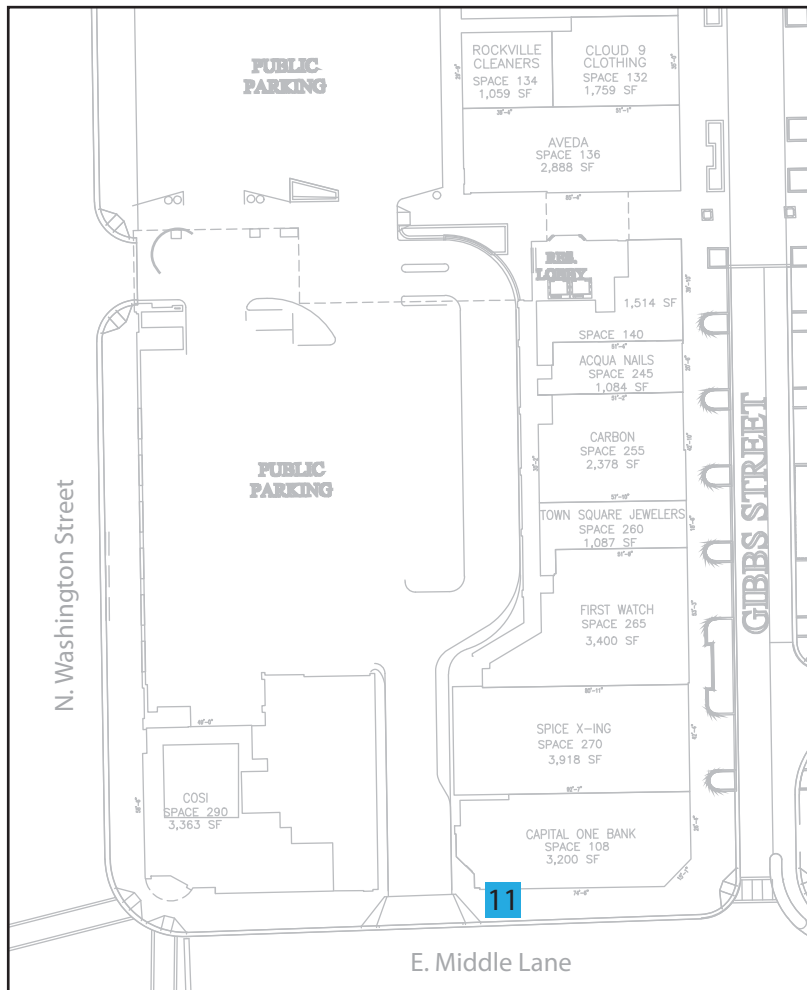 PUBLIC
PARKING
ROCKVILLE
CLEANERS
SPACE 134
1,059 SF
CLOUD 9
CLOTHING
SPACE 132
1,759 SF
AVEDA
SPACE 136
2,888 SF
RES.
LOBBY
1,514 SF
SPACE 140
ACQUA NAILS
SPACE 245
1,084 SF
CARBON
SPACE 255
2,378 SF
PUBLIC
PARKING
TOWN SQUARE JEWELERS
SPACE 260
1,087 SF
FIRST WATCH
SPACE 265
3,400 SF
SPICE X-ING
SPACE 270
3,918 SF
COSI
SPACE 290
3,363 SF
CAPITAL ONE BANK
SPACE 108
3,200 SF
N. Washington Street
GIBBS STREET
11
E. Middle Lane